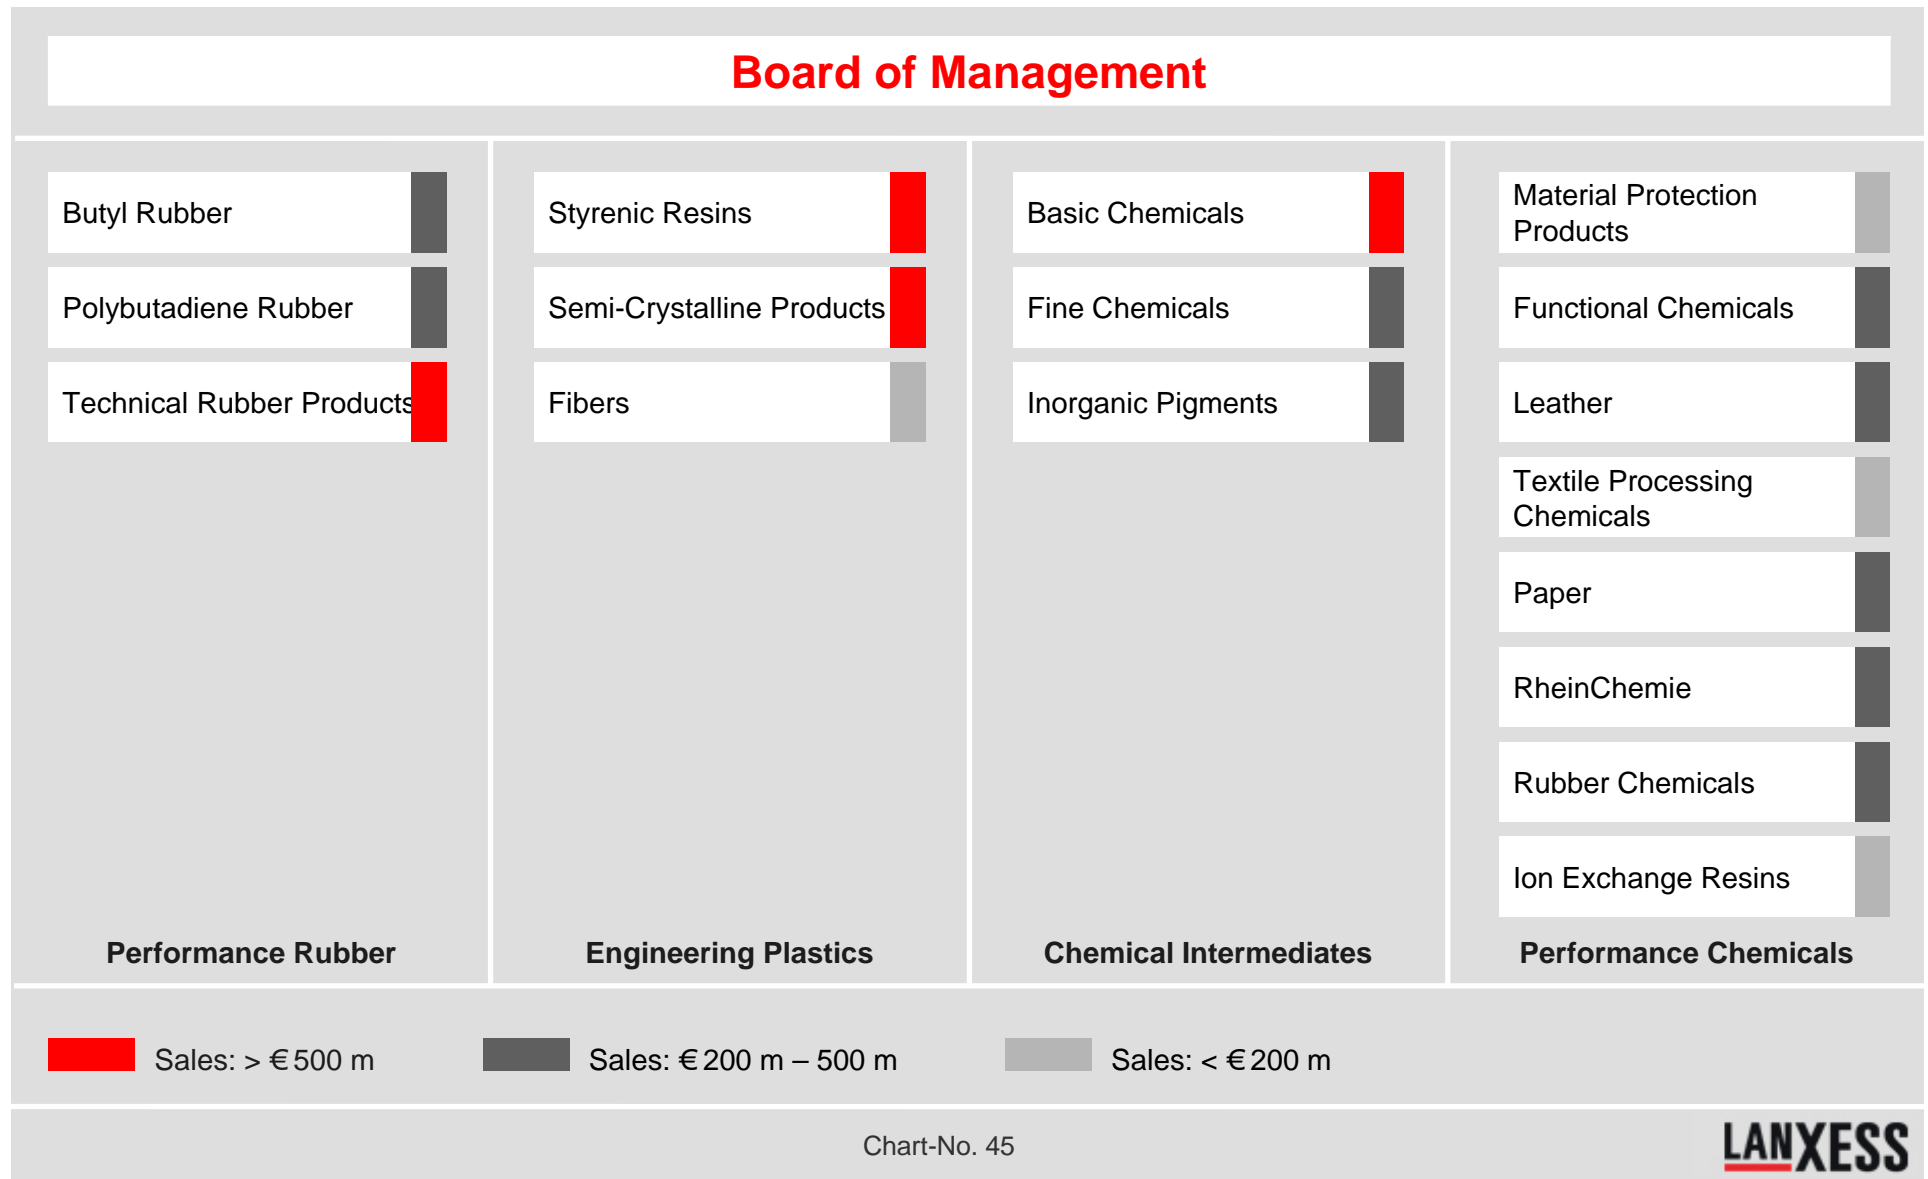 Board of Management
Butyl Rubber
Polybutadiene Rubber
Technical Rubber Products
Performance Rubber
Styrenic Resins
Semi-Crystalline Products
Fibers
Engineering Plastics
Basic Chemicals
Fine Chemicals
Inorganic Pigments
Chemical Intermediates
Material Protection
Products
Functional Chemicals
Leather
Textile Processing
Chemicals
Paper
RheinChemie
Rubber Chemicals
Ion Exchange Resins
Performance Chemicals
Sales: > € 500 m
Sales: € 200 m – 500 m
Sales: < € 200 m
Chart-No. 45
LANXESS